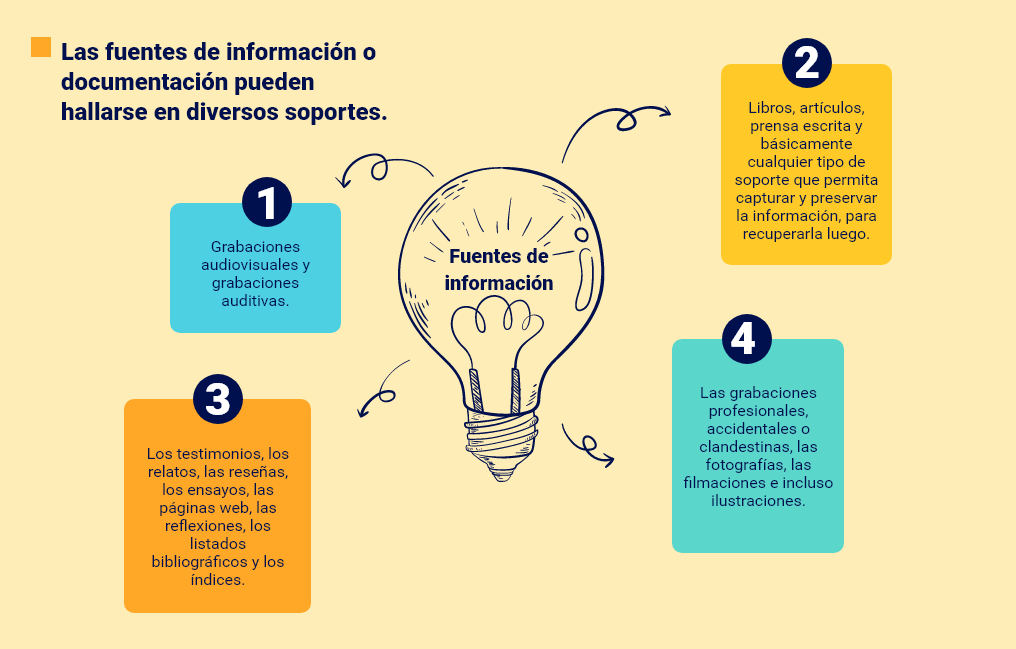 Las fuentes de información o
documentación pueden
hallarse en diversos soportes.
1
Grabaciones
audiovisuales y
grabaciones
auditivas.
2
Libros, artículos,
prensa escrita y
básicamente
cualquier tipo de
soporte que permita
capturar y preservar
la información, para
recuperarla luego.
Fuentes de
información
3
Los testimonios, los
relatos, las reseñas,
los ensayos, las
páginas web, las
reflexiones, los
listados
bibliográficos y los
índices.
4
Las grabaciones
profesionales,
accidentales o
clandestinas, las
fotografías, las
filmaciones e incluso
ilustraciones.